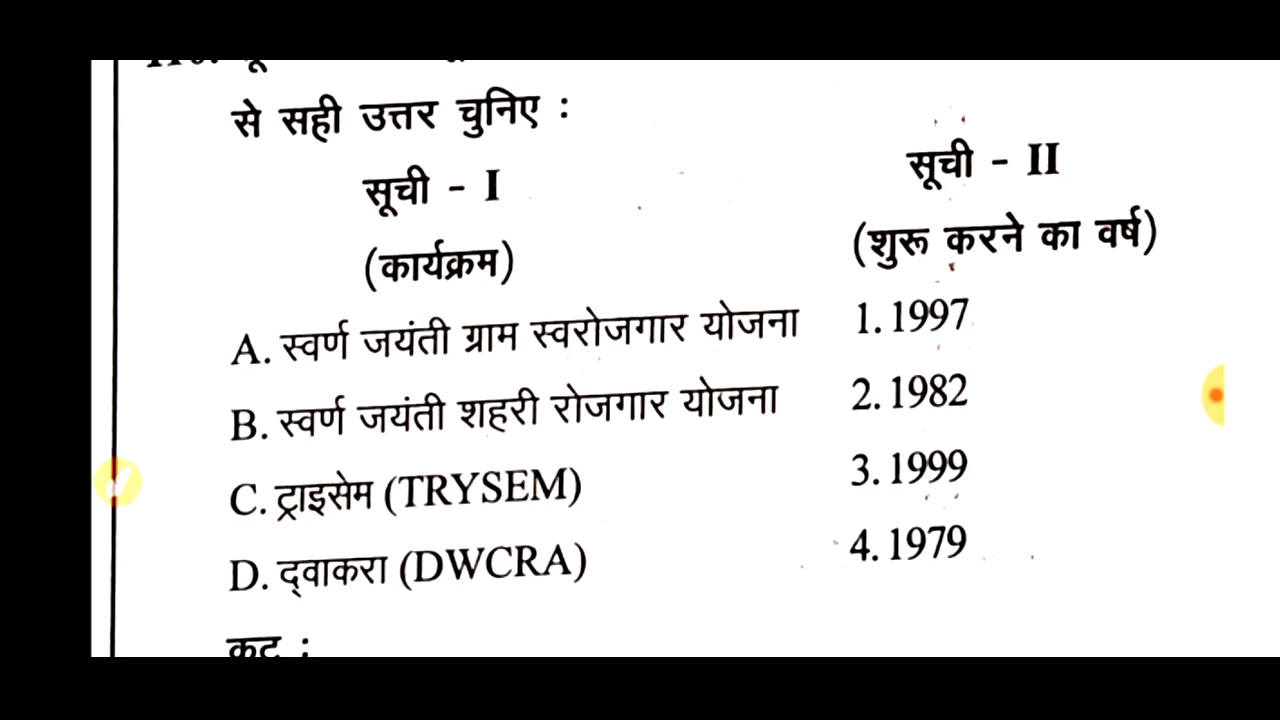 से सही उत्तर चुनिए :
सूची - I
सूची - II
(कार्यक्रम)
(शुरू करने का वर्ष)
A. स्वर्ण जयंती ग्राम स्वरोजगार योजना 1. 1997
B. स्वर्ण जयंती शहरी रोजगार योजना 2. 1982
C. ट्राइसेम (TRYSEM) 3. 1999
D. द्वाकरा (DWCRA) 4. 1979
कूट :